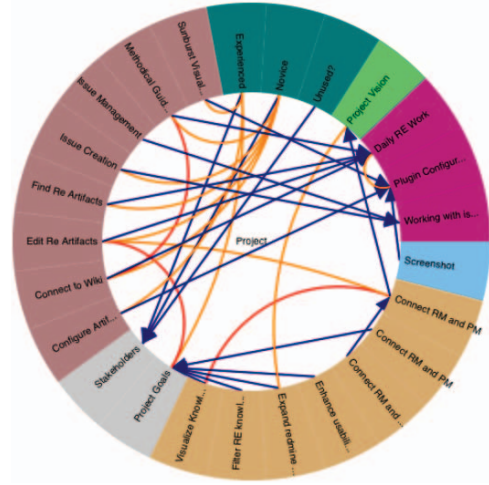 Experienced
Novice
Unused?
Project Vision
Daily RE Work
Plugin Configur...
Working with is...
Screenshot
Connect RM and PM
Connect RM and PM
Connect RM and ...
Enhance usabili...
Expand redmine ...
Filter RE knowl...
Visualize Knowl...
Project Goals
Stakeholders
Configure Artif...
Connect to Wiki
Edit Re Artifacts
Find Re Artifacts
Issue Creation
Issue Management
Methodical Guid...
Sunburst Visual...
Project